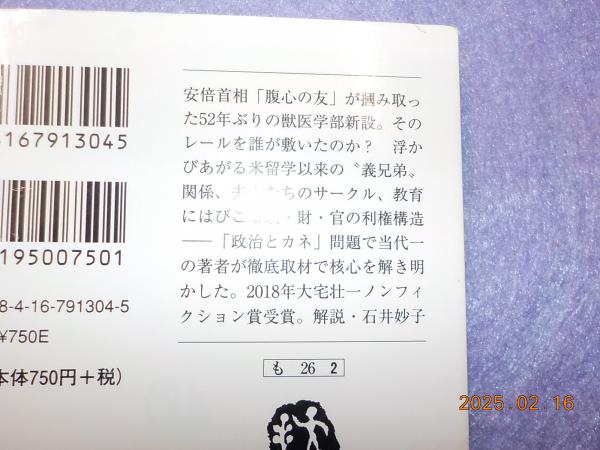 安倍首相「腹心の友」が摑み取っ
た52年ぶりの獣医学部新設。その
レールを誰が敷いたのか？　浮か
びあがる米留学以来の〝義兄弟〟
関係、たちのサークル、教育
にはびこ・財・官の利権構造
――「政治とカネ」問題で当代一
の著者が徹底取材で核心を解き明
かした。2018年大宅壮一ノンフィ
クション賞受賞。解説・石井妙子
も 26 2
167913045
195007501
8-4-16-791304-5
¥750E
本体750円＋税)
2025.02.16